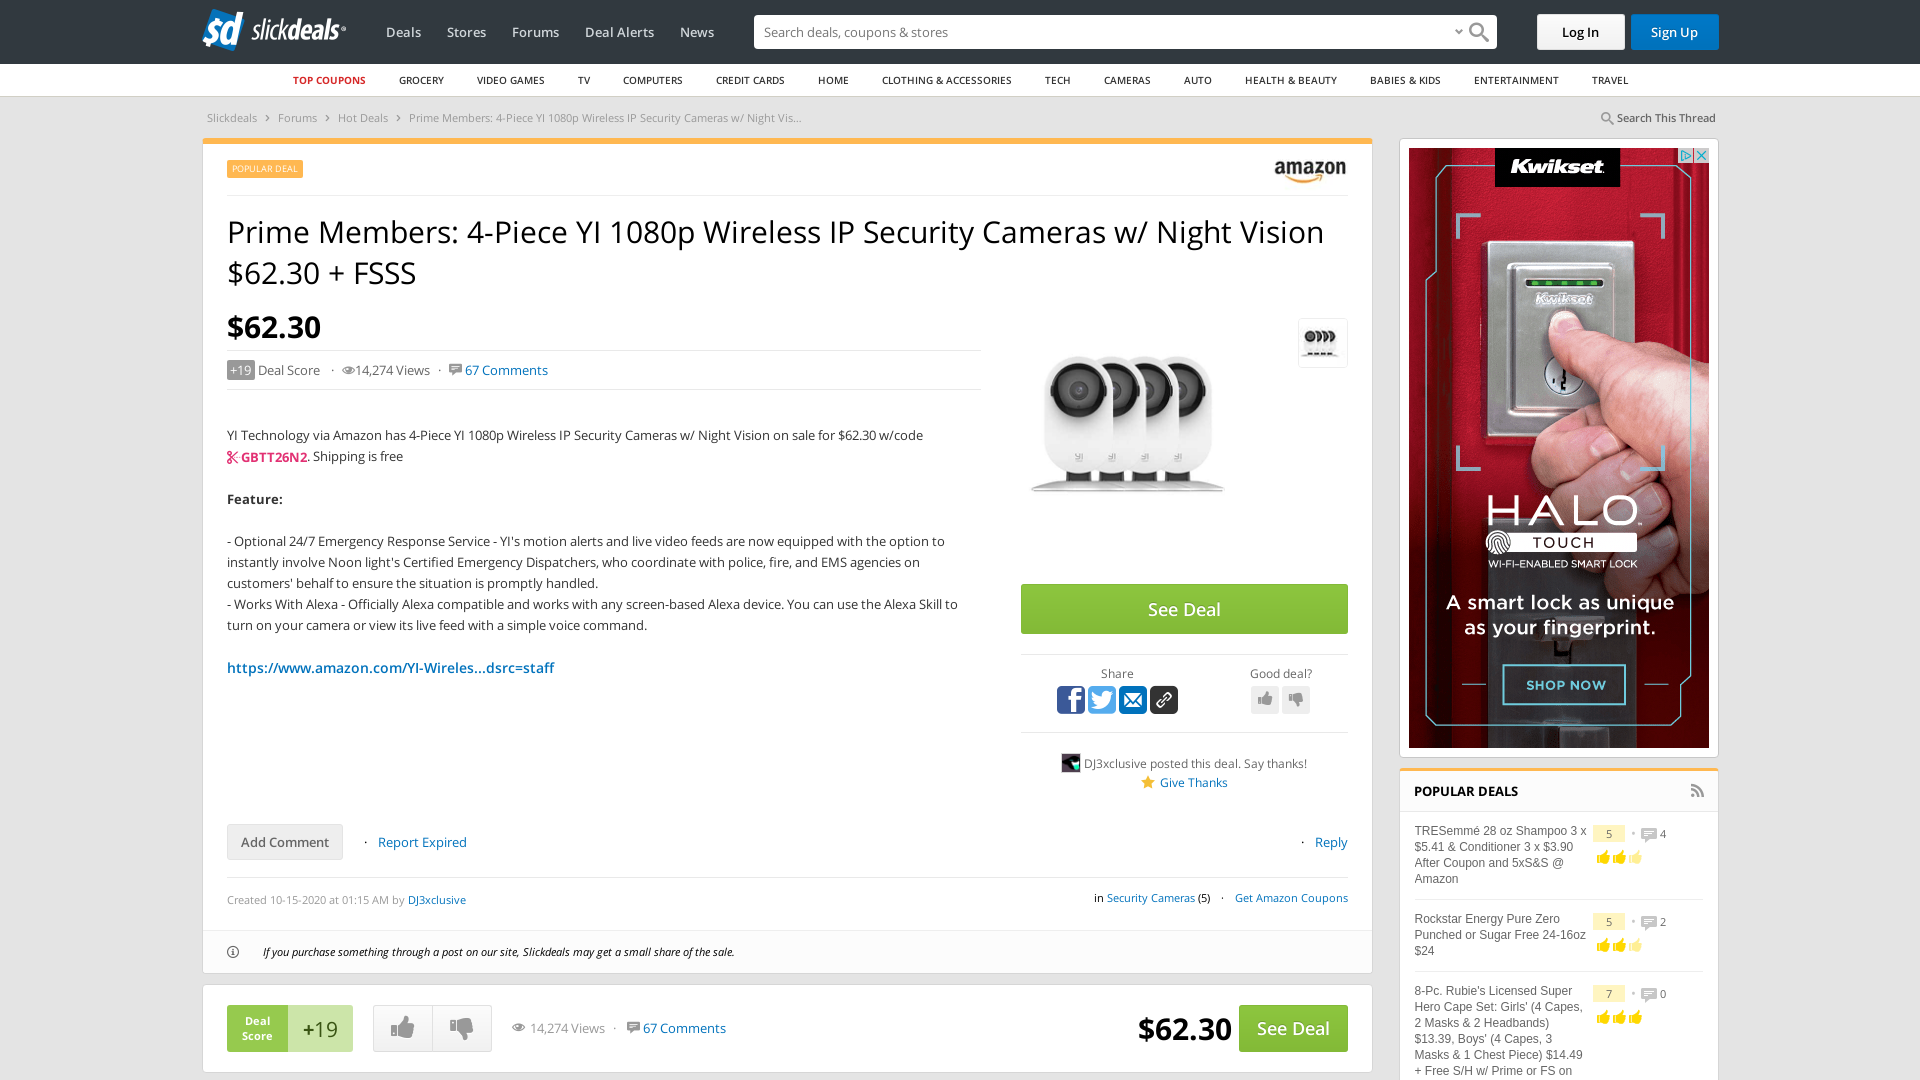 sd slickdeals
Deals Stores Forums Deal Alerts News
Search deals, coupons & stores
Log In Sign Up
TOP COUPONS GROCERY VIDEO GAMES TV COMPUTERS CREDIT CARDS HOME CLOTHING & ACCESSORIES TECH CAMERAS AUTO HEALTH & BEAUTY BABIES & KIDS ENTERTAINMENT TRAVEL
Slickdeals > Forums > Hot Deals > Prime Members: 4-Piece YI 1080p Wireless IP Security Cameras w/ Night Vis...
Search This Thread
POPULAR DEAL
amazon
Prime Members: 4-Piece YI 1080p Wireless IP Security Cameras w/ Night Vision
$62.30 + FSSS
$62.30
+19 Deal Score · 14,274 Views · 67 Comments
YI Technology via Amazon has 4-Piece YI 1080p Wireless IP Security Cameras w/ Night Vision on sale for $62.30 w/code
GBTT26N2. Shipping is free
Feature:
- Optional 24/7 Emergency Response Service - YI's motion alerts and live video feeds are now equipped with the option to
instantly involve Noon light's Certified Emergency Dispatchers, who coordinate with police, fire, and EMS agencies on
customers' behalf to ensure the situation is promptly handled.
- Works With Alexa - Officially Alexa compatible and works with any screen-based Alexa device. You can use the Alexa Skill to
turn on your camera or view its live feed with a simple voice command.
https://www.amazon.com/YI-Wireles...dsrc=staff
See Deal
Share
Good deal?
DJ3xclusive posted this deal. Say thanks!
Give Thanks
Add Comment · Report Expired
· Reply
Created 10-15-2020 at 01:15 AM by DJ3xclusive
in Security Cameras (5) · Get Amazon Coupons
If you purchase something through a post on our site, Slickdeals may get a small share of the sale.
Deal
Score
+19
14,274 Views · 67 Comments
$62.30
See Deal
Kwikset
Kwikset
HALO
TOUCH
WI-FI-ENABLED SMART LOCK
A smart lock as unique
as your fingerprint.
SHOP NOW
POPULAR DEALS
TRESemmé 28 oz Shampoo 3 x
$5.41 & Conditioner 3 x $3.90
After Coupon and 5xS&S @
Amazon
5 · 4
Rockstar Energy Pure Zero
Punched or Sugar Free 24-16oz
$24
5 · 2
8-Pc. Rubie's Licensed Super
Hero Cape Set: Girls' (4 Capes,
2 Masks & 2 Headbands)
$13.39, Boys' (4 Capes, 3
Masks & 1 Chest Piece) $14.49
+ Free S/H w/ Prime or FS on
7 · 0